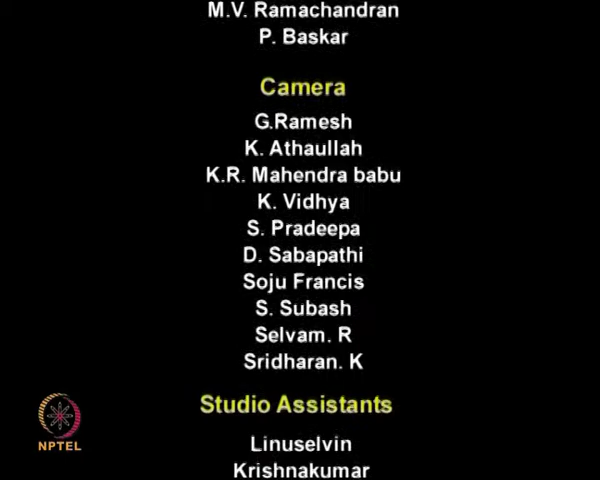 M.V. Ramachandran
P. Baskar
Camera
G.Ramesh
K. Athaullah
K.R. Mahendra babu
K. Vidhya
S. Pradeepa
D. Sabapathi
Soju Francis
S. Subash
Selvam. R
Sridharan. K
Studio Assistants
NPTEL
Linuselvin
Krishnakumar